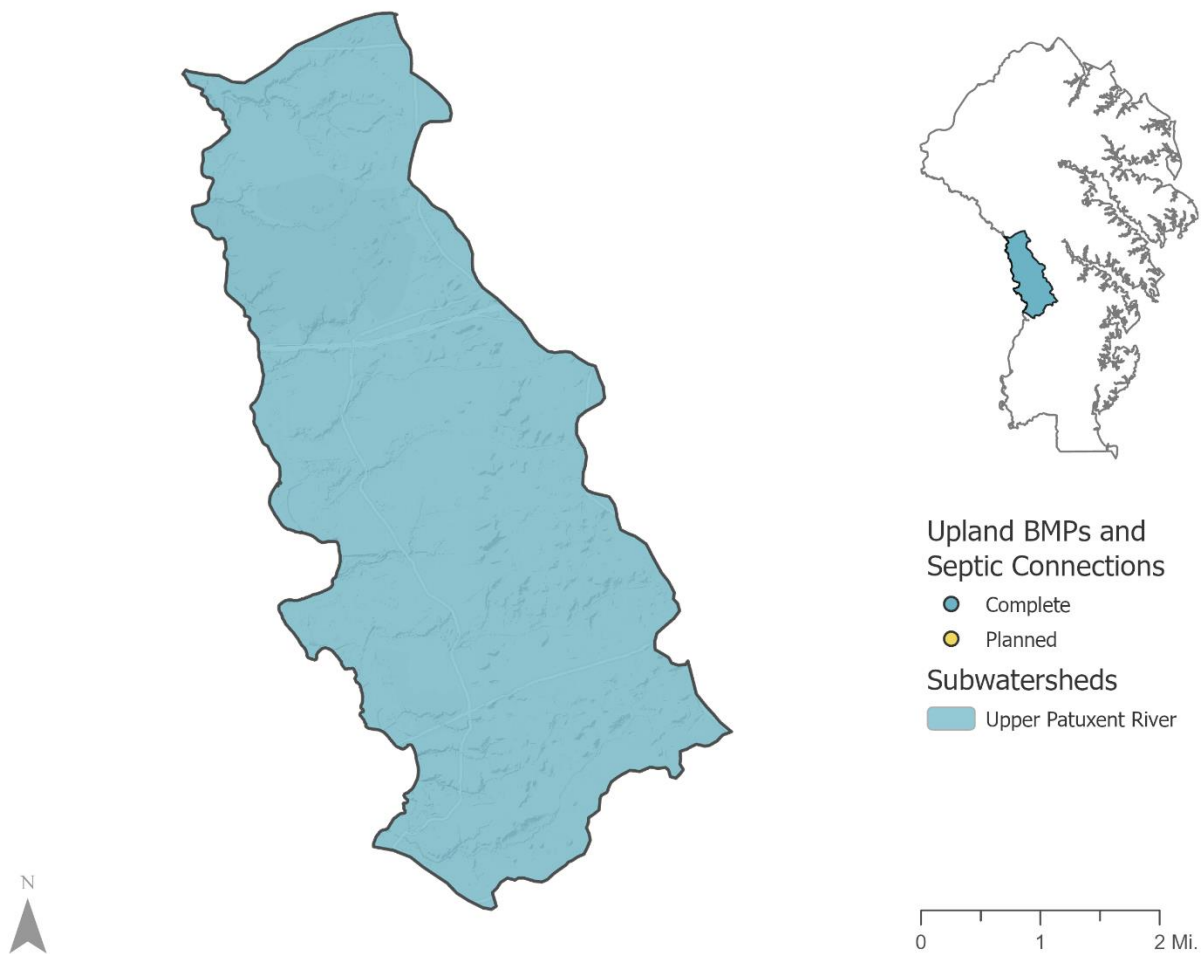 Upland BMPs and
Septic Connections
Complete
Planned
Subwatersheds
Upper Patuxent River
N
0 1 2 Mi.